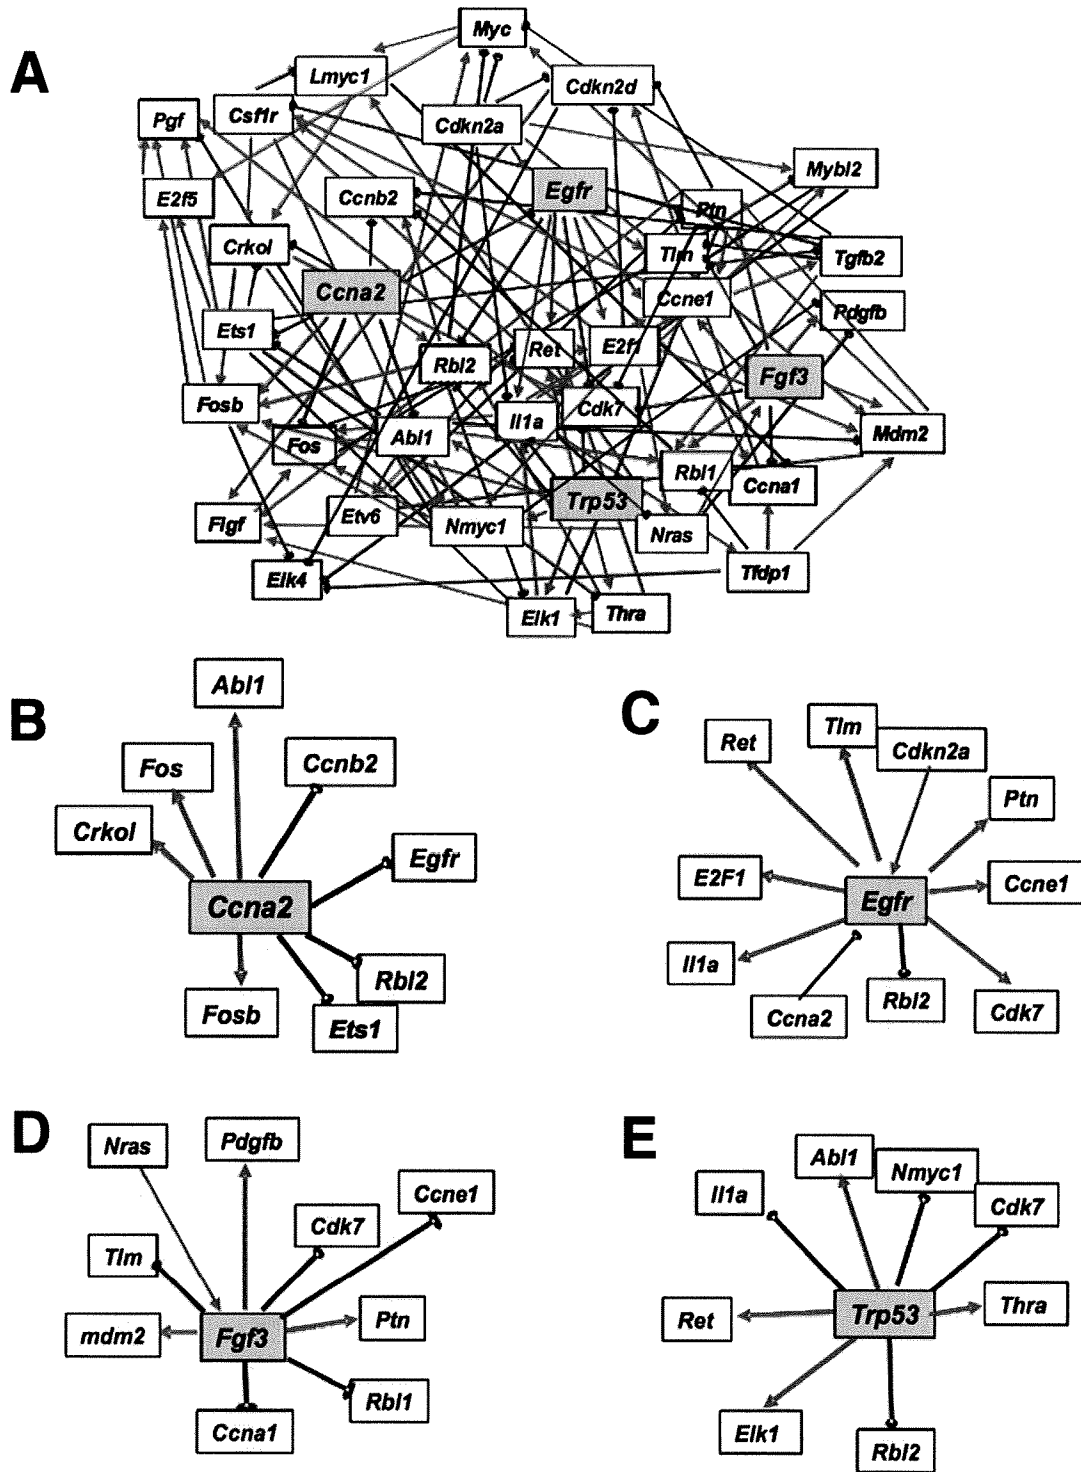 A
Myc
Lmyc1
Cdkn2d
Pgf
Csf1r
Cdkn2a
Mybl2
E2f5
Ccnb2
Egfr
Ptn
Crkol
Tlm
Tgfb2
Ccna2
Ccne1
Pdgfb
Ets1
Rbl2
Ret
E2f1
Fgf3
Fosb
Cdk7
Fos
Abl1
Il1a
Mdm2
Rbl1
Ccna1
Trp53
Figf
Etv6
Nmyc1
Nras
Elk4
Tfdp1
Elk1
Thra
B
Abl1
Fos
Ccnb2
Crkol
Egfr
Ccna2
Rbl2
Fosb
Ets1
C
Ret
Tlm
Cdkn2a
Ptn
E2F1
Ccne1
Egfr
Il1a
Rbl2
Ccna2
Cdk7
D
Nras
Pdgfb
Ccne1
Cdk7
Tlm
Ptn
mdm2
Fgf3
Rbl1
Ccna1
E
Abl1
Nmyc1
Il1a
Cdk7
Thra
Trp53
Ret
Elk1
Rbl2